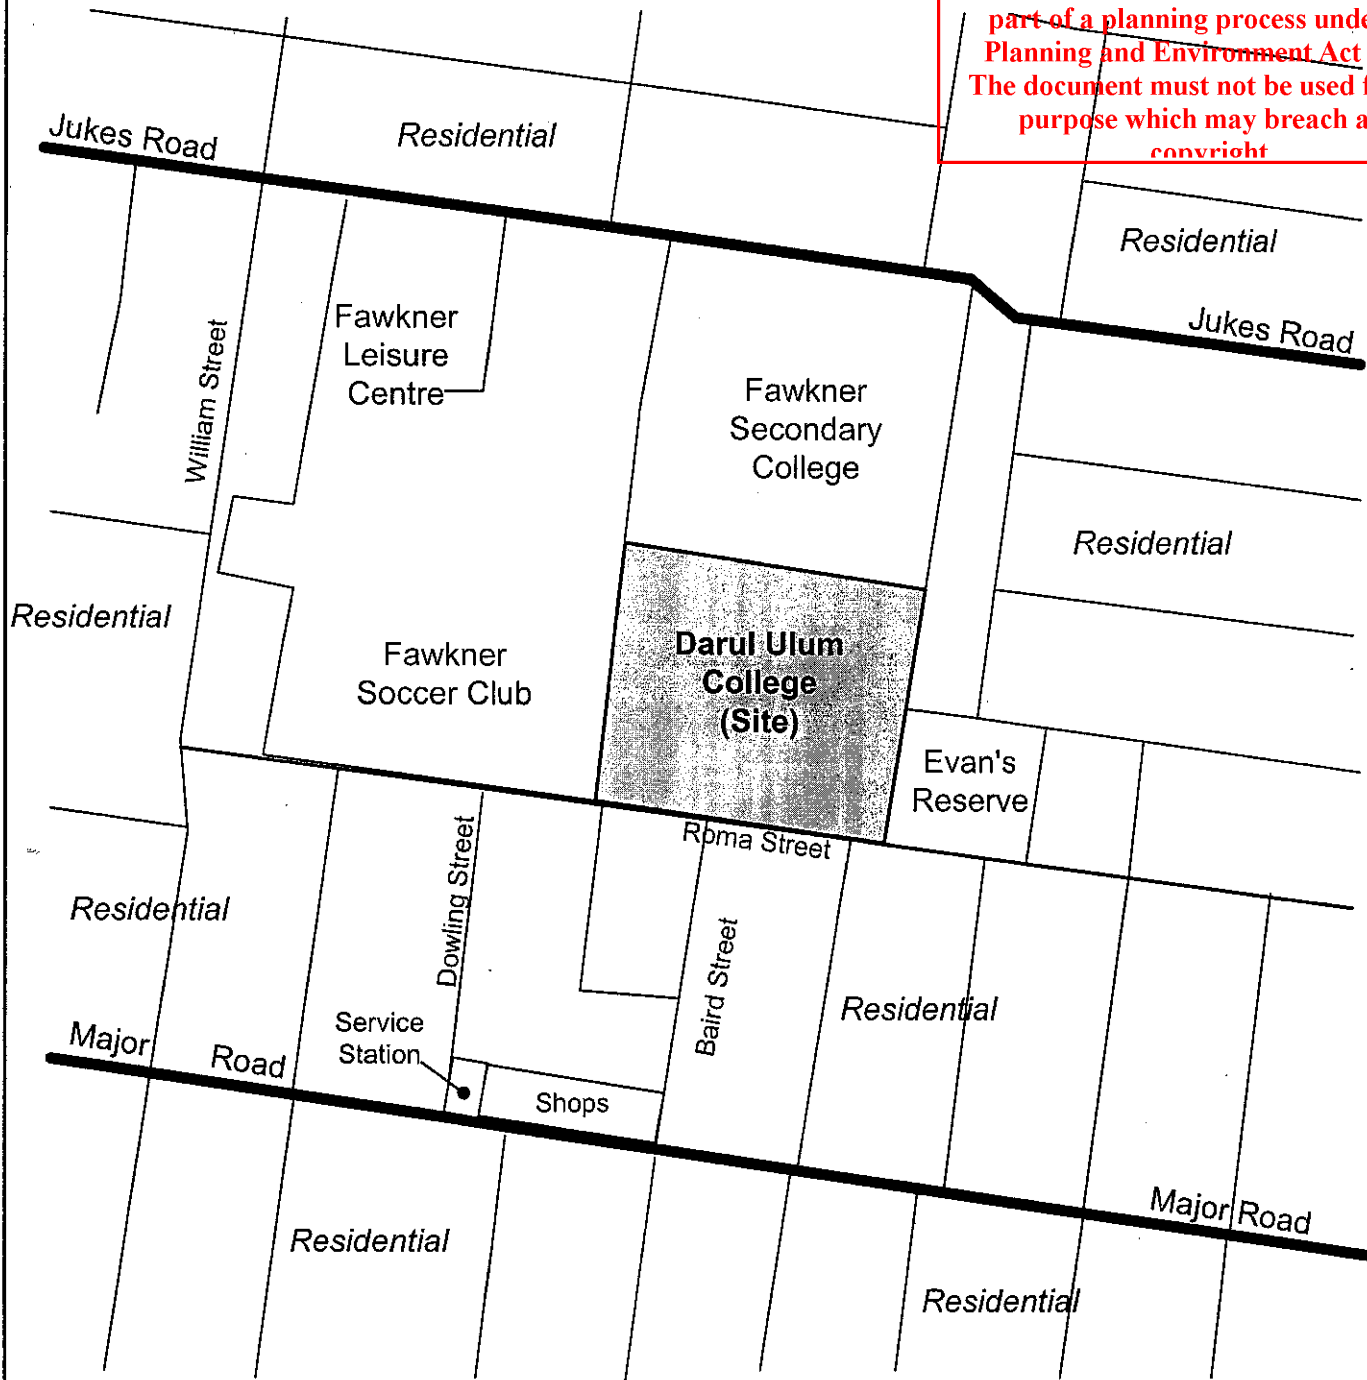 part of a planning process unde
Planning and Environment Act
The document must not be used f
purpose which may breach a
copyright
Jukes Road
Residential
Residential
Jukes Road
Fawkner
Leisure
Centre
William Street
Fawkner
Secondary
College
Residential
Residential
Fawkner
Soccer Club
Darul Ulum
College
(Site)
Evan's
Reserve
Roma Street
Dowling Street
Residential
Baird Street
Residential
Service
Station
Major Road
Shops
Major Road
Residential
Residential